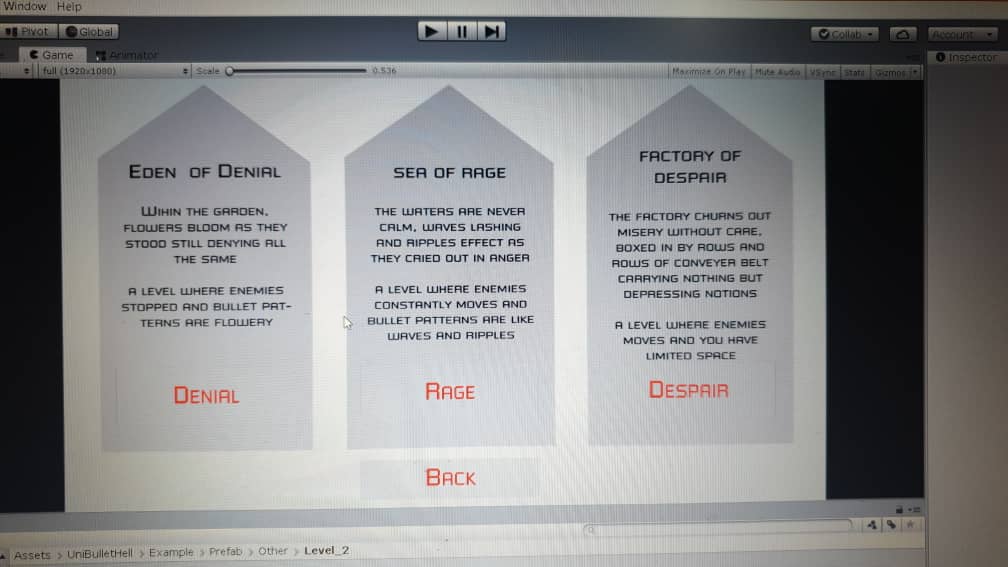 Window Help
Pivot Global
Collab Account
Game Animator Inspector
full (1920x1080) Scale 0.536 Maximize On Play Mute Audio VSync Stats Gizmos
Eden of Denial
Wihin the garden,
flowers bloom as they
stood still denying all
the same
A level where enemies
stopped and bullet pat-
terns are flowery
Denial
sea of rage
the waters are never
calm, waves lashing
and ripples effect as
they cried out in anger
A level where enemies
constantly moves and
bullet patterns are like
waves and ripples
Rage
factory of
despair
the factory churns out
misery without care,
boxed in by rows and
rows of conveyer belt
carrying nothing but
depressing notions
A level where enemies
moves and you have
limited space
Despair
Back
Assets > UniBulletHell > Example > Prefab > Other > Level_2